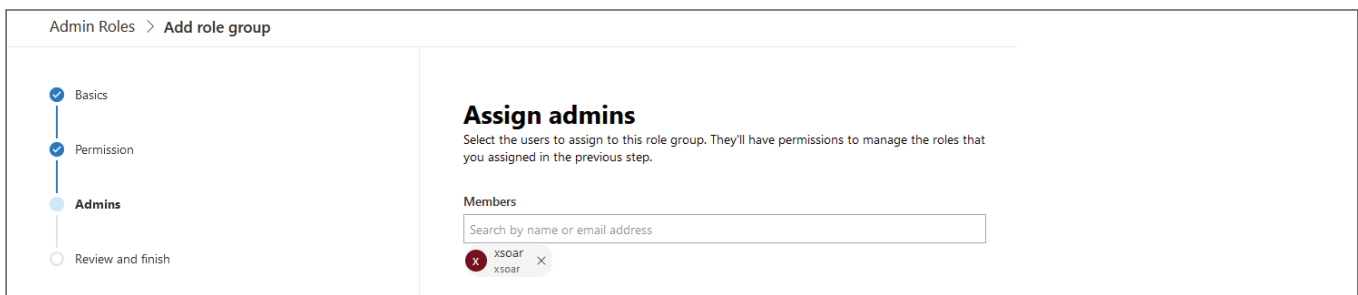 Admin Roles > Add role group
Basics
Permission
Admins
Review and finish
Assign admins
Select the users to assign to this role group. They'll have permissions to manage the roles that
you assigned in the previous step.
Members
Search by name or email address
x
xsoar
xsoar